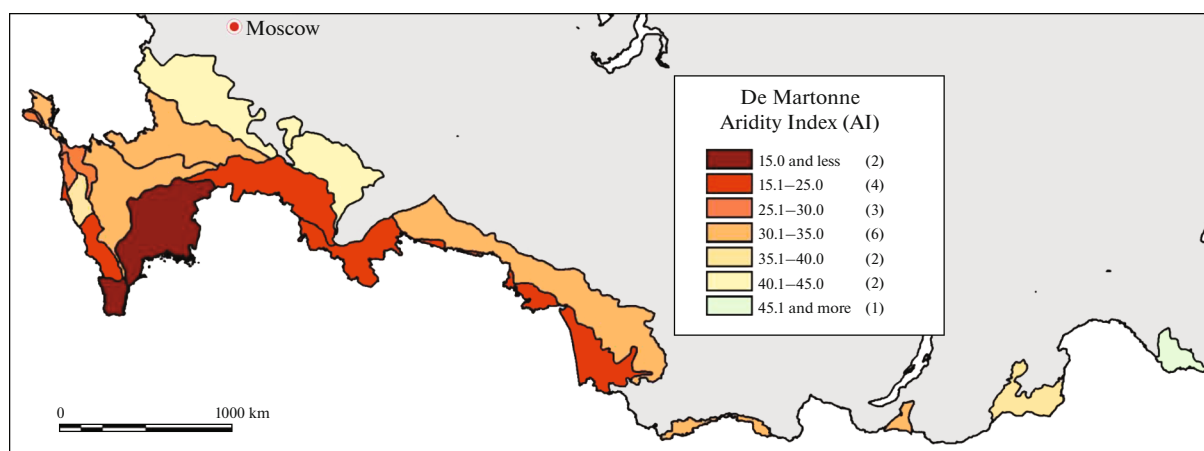 Moscow
De Martonne
Aridity Index (AI)
15.0 and less (2)
15.1–25.0 (4)
25.1–30.0 (3)
30.1–35.0 (6)
35.1–40.0 (2)
40.1–45.0 (2)
45.1 and more (1)
0 1000 km